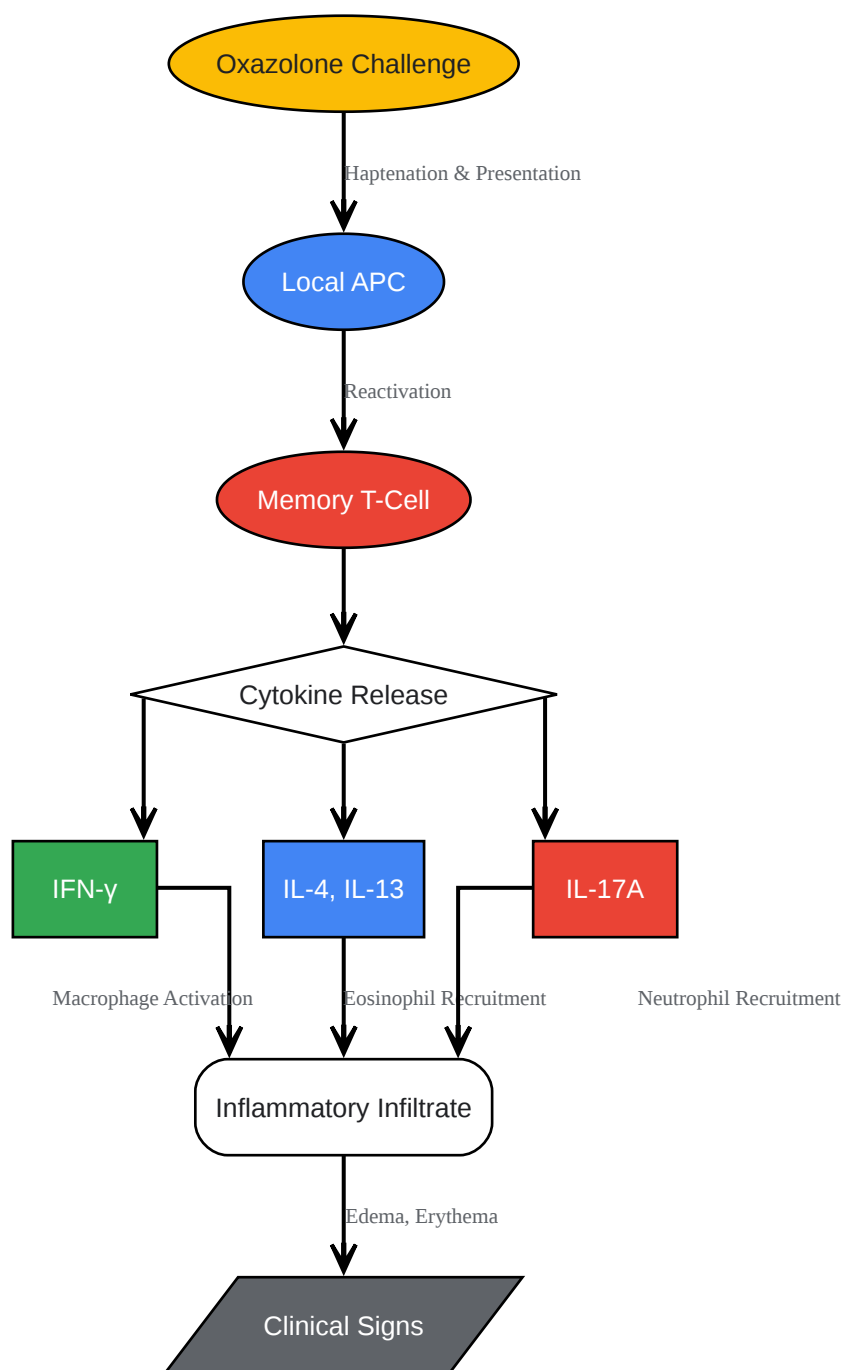 Oxazolone Challenge
Haptenation & Presentation
Local APC
Reactivation
Memory T-Cell
Cytokine Release
IFN-γ
IL-4, IL-13
IL-17A
Macrophage Activation
Eosinophil Recruitment
Neutrophil Recruitment
Inflammatory Infiltrate
Edema, Erythema
Clinical Signs